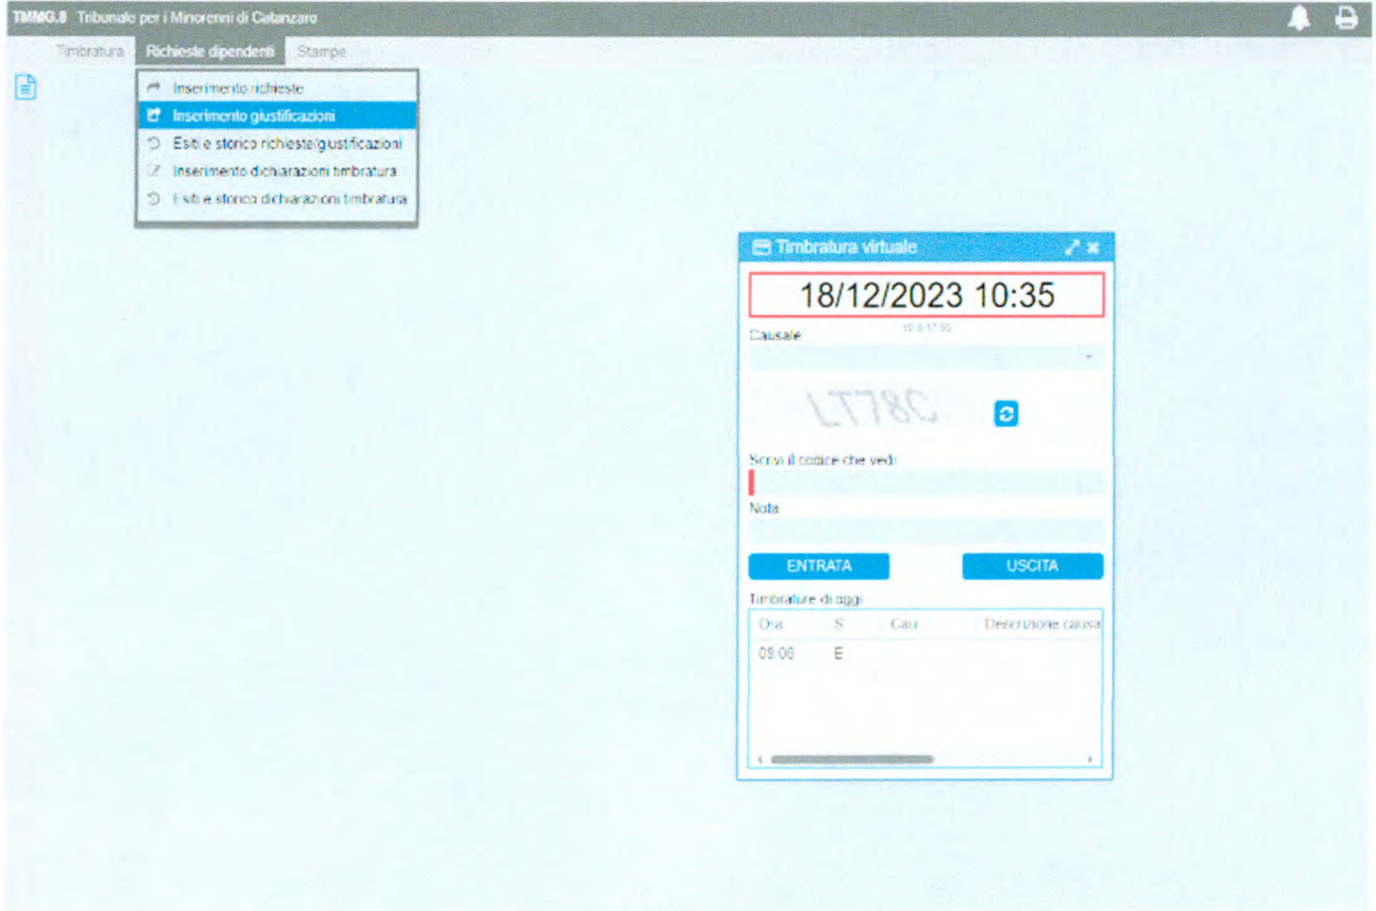 TMMG.8 Tribunale per i Minorenni di Catanzaro
Timbratura Richieste dipendenti Stampe
Inserimento richieste
Inserimento giustificazioni
Esiti e storico richieste/giustificazioni
Inserimento dichiarazioni timbratura
Esiti e storico dichiarazioni timbratura
Timbratura virtuale
18/12/2023 10:35
Causale
LT78C
Scrivi il codice che vedi
Nota
ENTRATA USCITA
Timbrature di oggi
Ora S Cau Descrizione causa
09:06 E